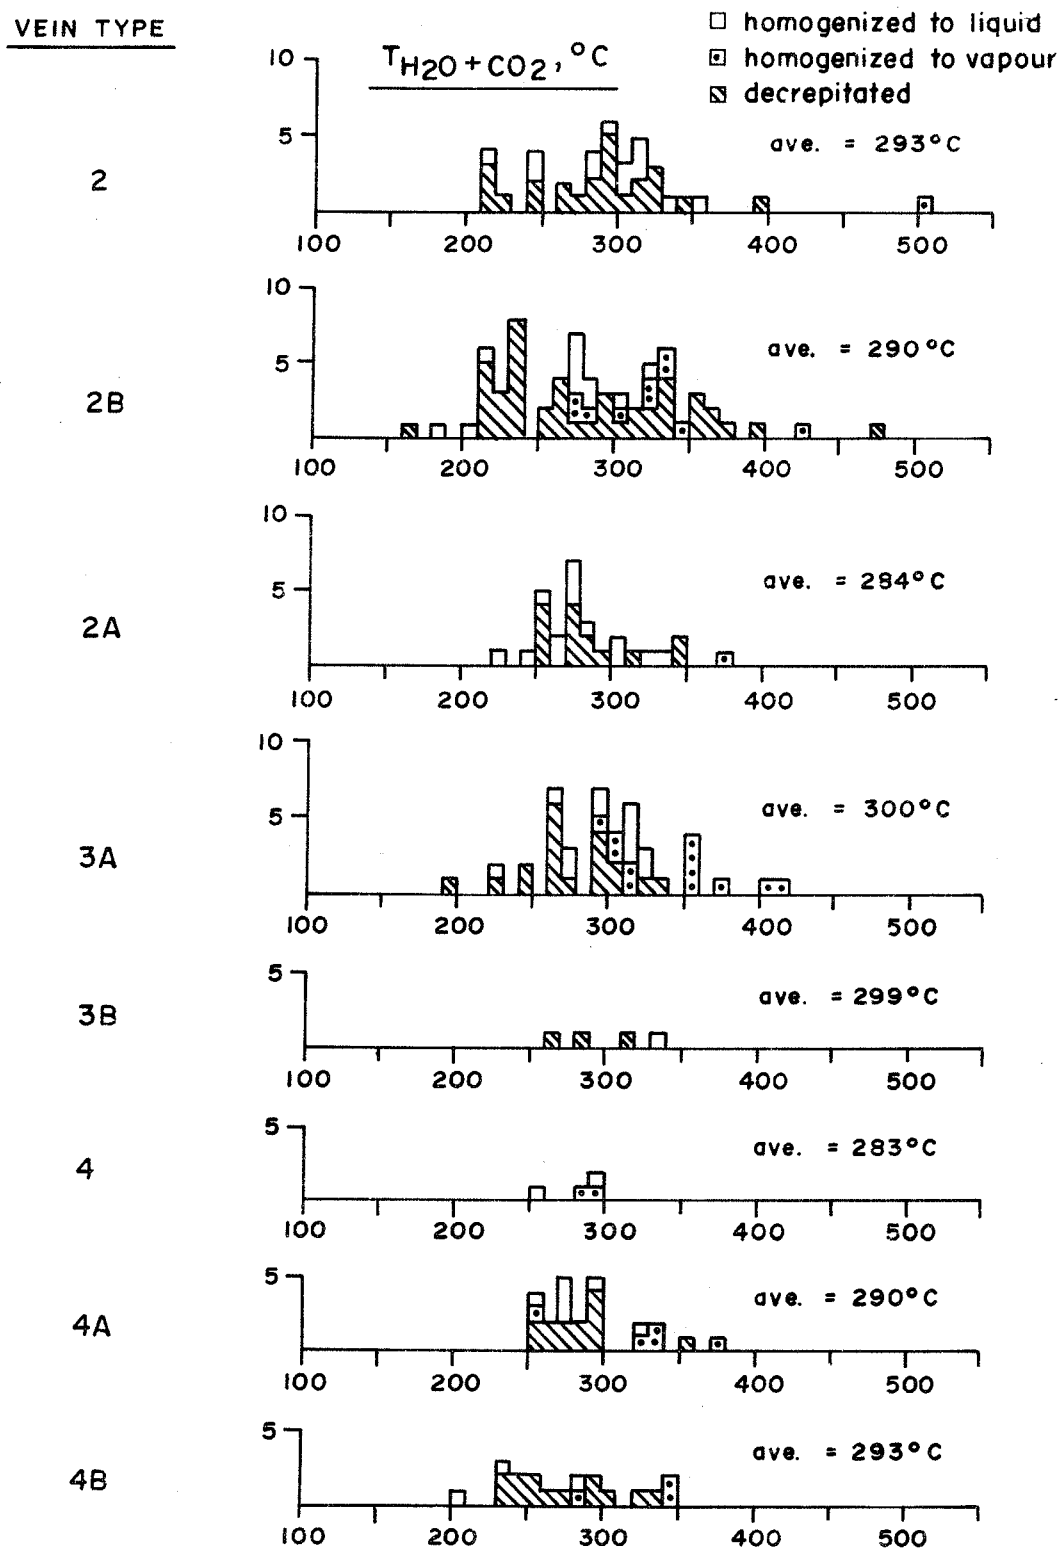 VEIN TYPE
homogenized to liquid
homogenized to vapour
decrepitated
TH2O+CO2, °C
10
5
ave. = 293°C
2
100 200 300 400 500
10
5
ave. = 290°C
2B
100 200 300 400 500
10
5
ave. = 284°C
2A
100 200 300 400 500
10
5
ave. = 300°C
3A
100 200 300 400 500
5
ave. = 299°C
3B
100 200 300 400 500
5
ave. = 283°C
4
100 200 300 400 500
5
ave. = 290°C
4A
100 200 300 400 500
5
ave. = 293°C
4B
100 200 300 400 500